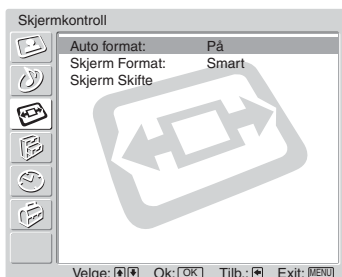 Skjermkontroll
Auto format: På
Skjerm Format: Smart
Skjerm Skifte
Velge: Ok: OK Tilb.: Exit: MENU